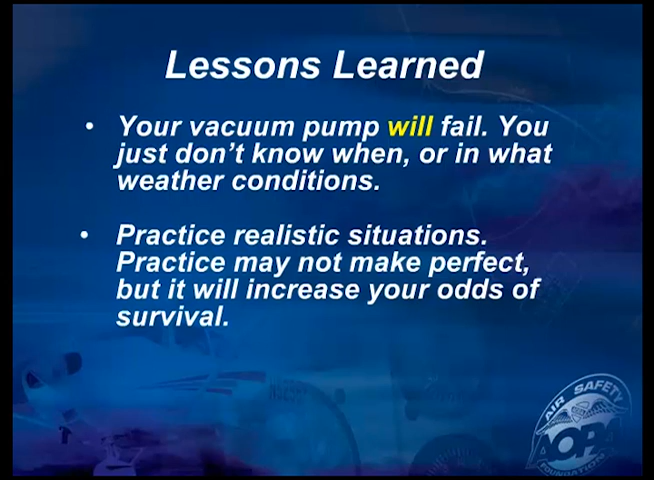 Lessons Learned
• Your vacuum pump will fail. You
just don't know when, or in what
weather conditions.
• Practice realistic situations.
Practice may not make perfect,
but it will increase your odds of
survival.
AIR SAFETY
AOPA
FOUNDATION